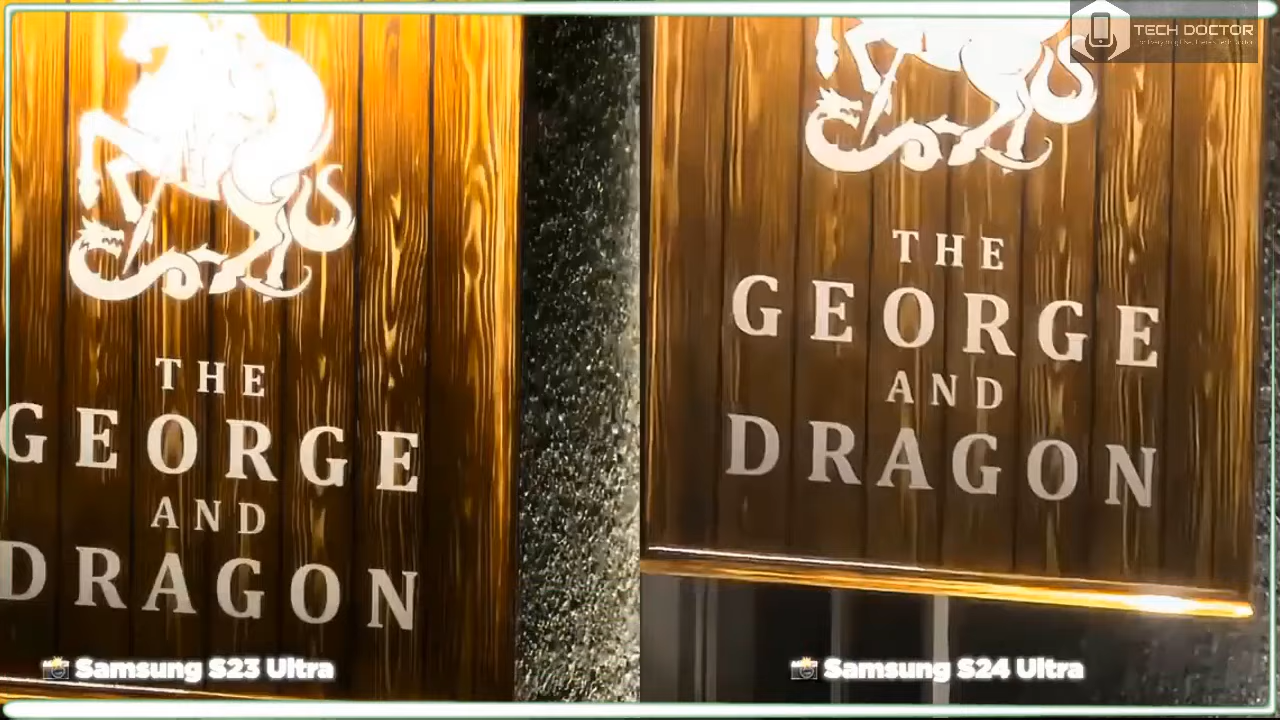 THE
GEORGE
AND
DRAGON
Samsung S23 Ultra
THE
GEORGE
AND
DRAGON
Samsung S24 Ultra
TECH DOCTOR